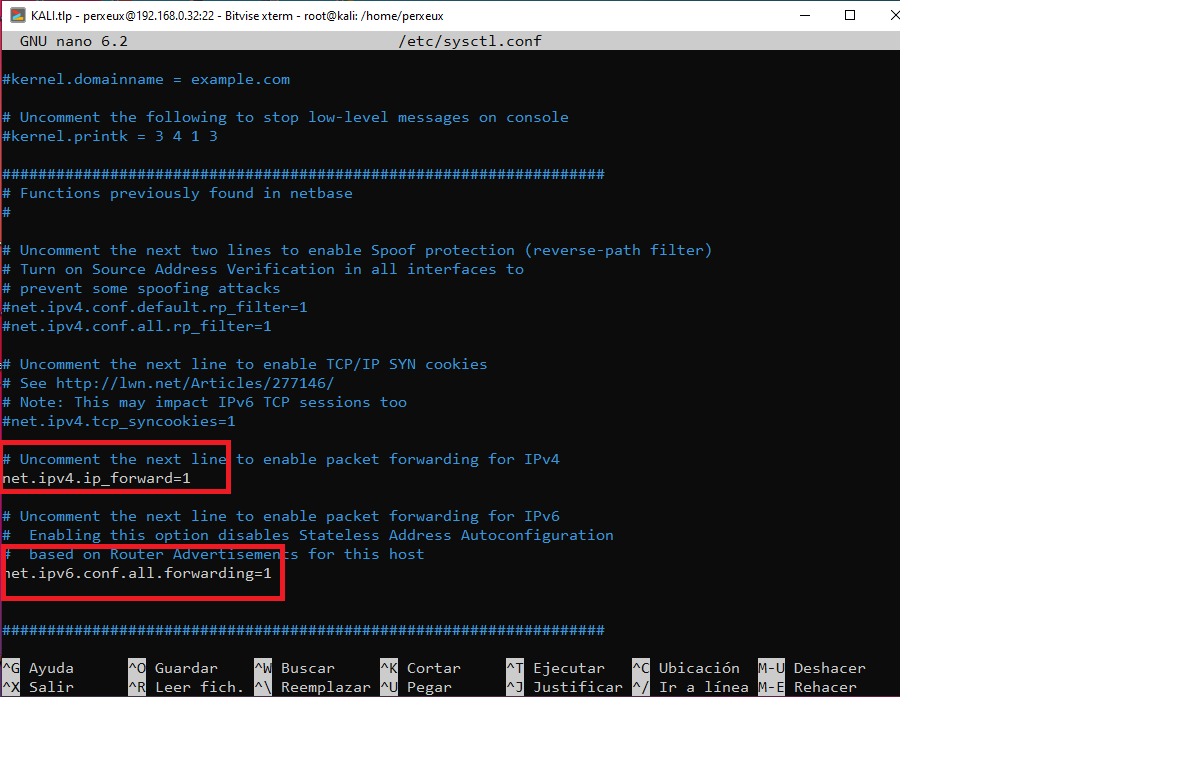 KALI.tlp - perxeux@192.168.0.32:22 - Bitvise xterm - root@kali: /home/perxeux
GNU nano 6.2 /etc/sysctl.conf
#kernel.domainname = example.com
# Uncomment the following to stop low-level messages on console
#kernel.printk = 3 4 1 3
###################################################################
# Functions previously found in netbase
#
# Uncomment the next two lines to enable Spoof protection (reverse-path filter)
# Turn on Source Address Verification in all interfaces to
# prevent some spoofing attacks
#net.ipv4.conf.default.rp_filter=1
#net.ipv4.conf.all.rp_filter=1
# Uncomment the next line to enable TCP/IP SYN cookies
# See http://lwn.net/Articles/277146/
# Note: This may impact IPv6 TCP sessions too
#net.ipv4.tcp_syncookies=1
# Uncomment the next line to enable packet forwarding for IPv4
net.ipv4.ip_forward=1
# Uncomment the next line to enable packet forwarding for IPv6
#  Enabling this option disables Stateless Address Autoconfiguration
#  based on Router Advertisements for this host
net.ipv6.conf.all.forwarding=1
###################################################################
^G Ayuda ^O Guardar ^W Buscar ^K Cortar ^T Ejecutar ^C Ubicación M-U Deshacer
^X Salir ^R Leer fich. ^\ Reemplazar ^U Pegar ^J Justificar ^/ Ir a línea M-E Rehacer